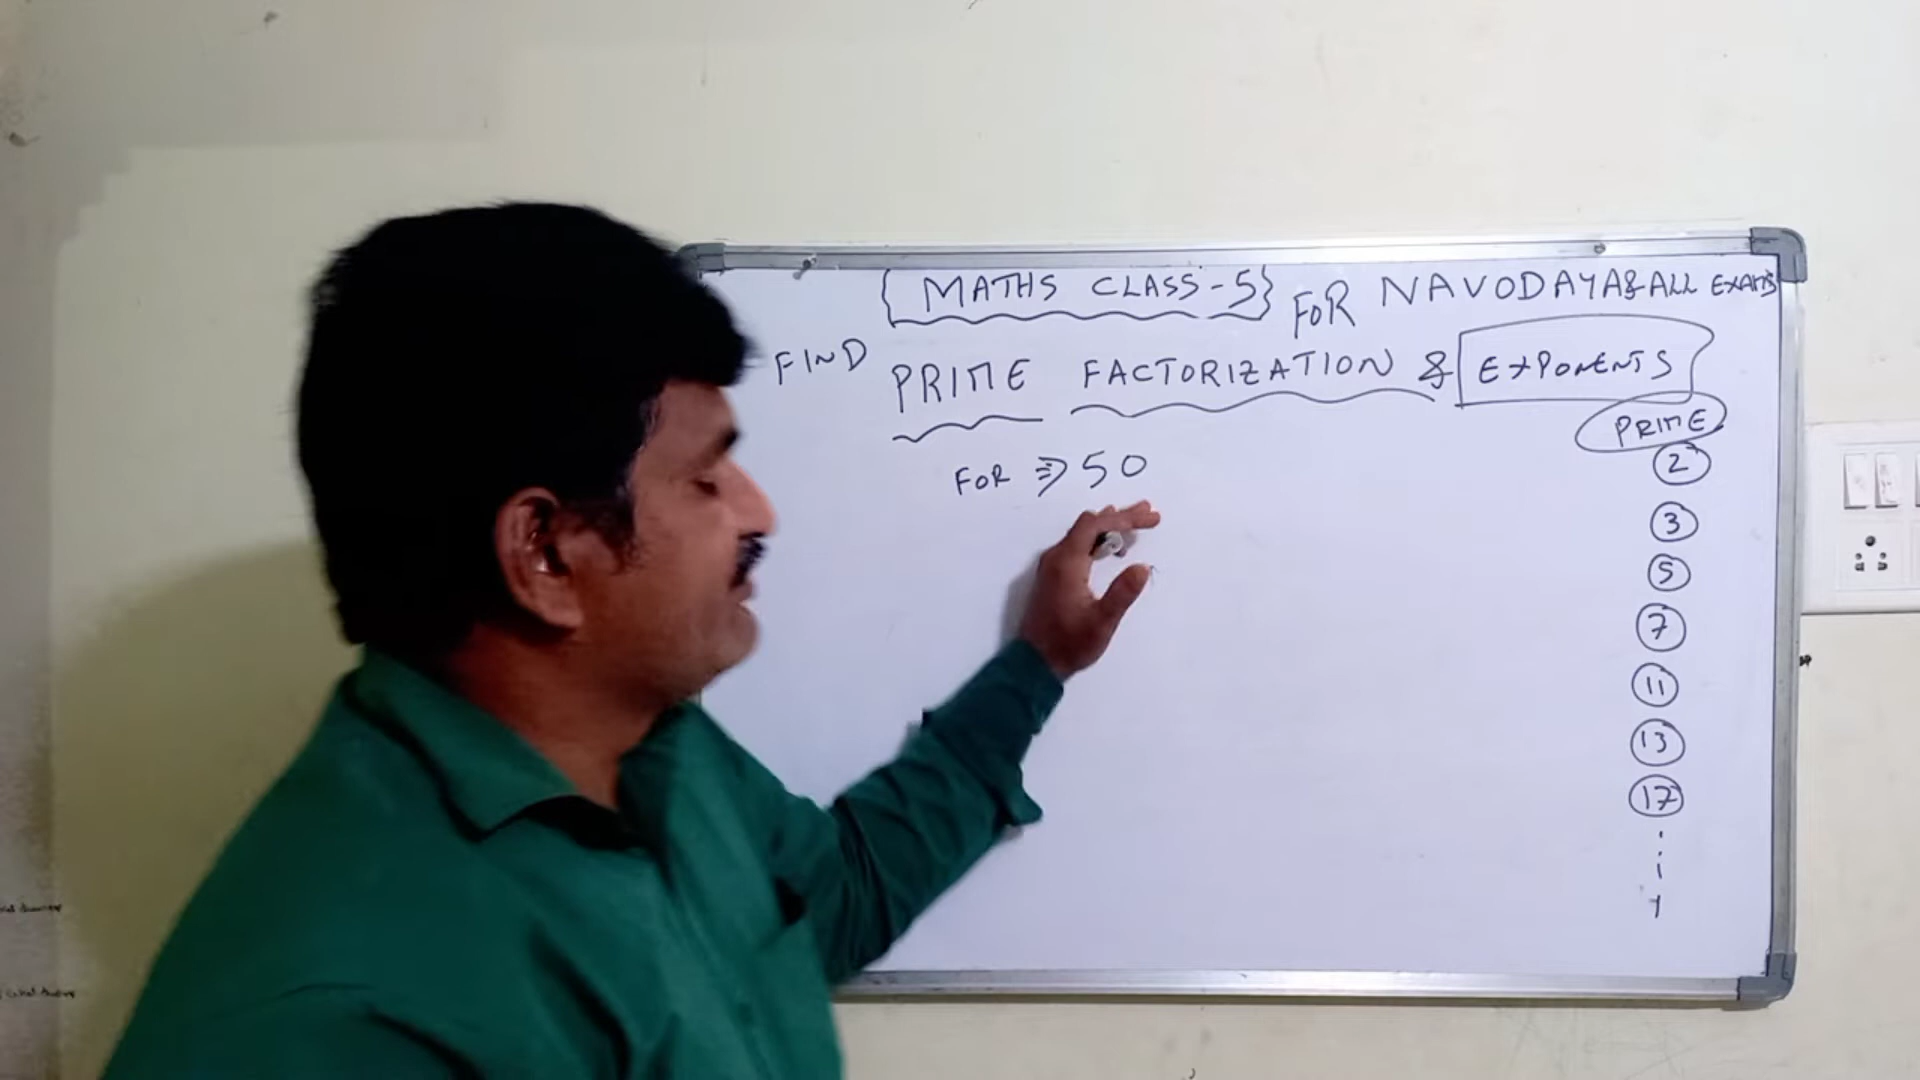 {MATHS CLASS-5} FOR NAVODAYA & ALL EXAMS
FIND PRIME FACTORIZATION & EXPONENTS
PRIME
FOR ⇒ 50
2
3
5
7
11
13
17